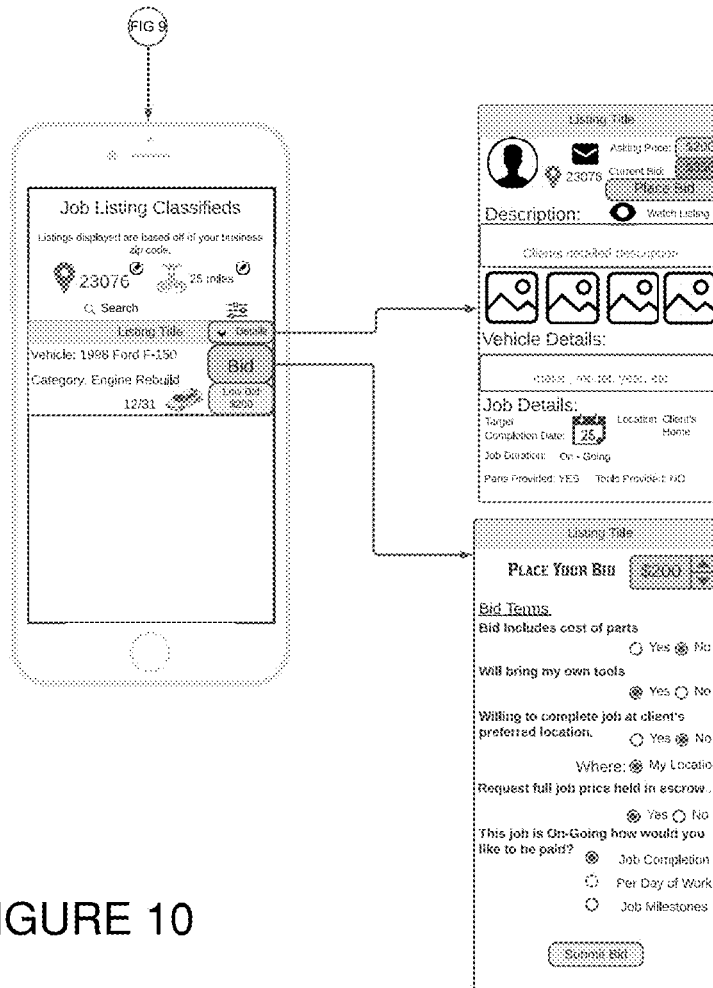 FIG 9
Job Listing Classifieds
Listings displayed are based off of your business
zip code.
23076
25 miles
Search
Listing Title
Details
Vehicle: 1998 Ford F-150
Bid
Category: Engine Rebuild
Low Bid
12/31
$200
Listing Title
Asking Price: $200
23076
Current Bid:
Place Bid
Description:
Watch Listing
Clients detailed description
Vehicle Details:
Job Details:
Target
Completion Date:
25
Location: Client's
Home
Job Duration: On - Going
Parts Provided: YES Tools Provided: NO
Listing Title
PLACE YOUR BID
$200
Bid Terms
Bid Includes cost of parts
Yes No
Will bring my own tools
Yes No
Willing to complete job at client's
preferred location.
Yes No
Where: My Locatio
Request full job price held in escrow.
Yes No
This job is On-Going how would you
like to be paid?
Job Completion
Per Day of Work
Job Milestones
Submit Bid
IGURE 10